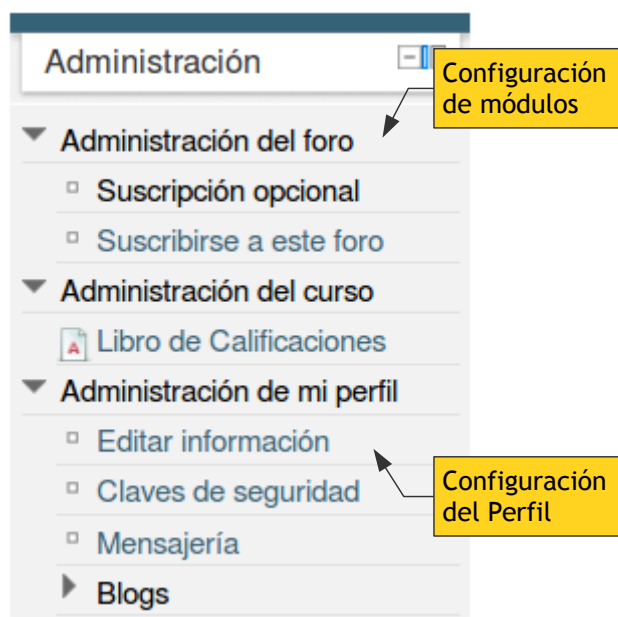 Administración
Configuración
de módulos
Administración del foro
Suscripción opcional
Suscribirse a este foro
Administración del curso
A Libro de Calificaciones
Administración de mi perfil
Editar información
Claves de seguridad
Configuración
del Perfil
Mensajería
Blogs